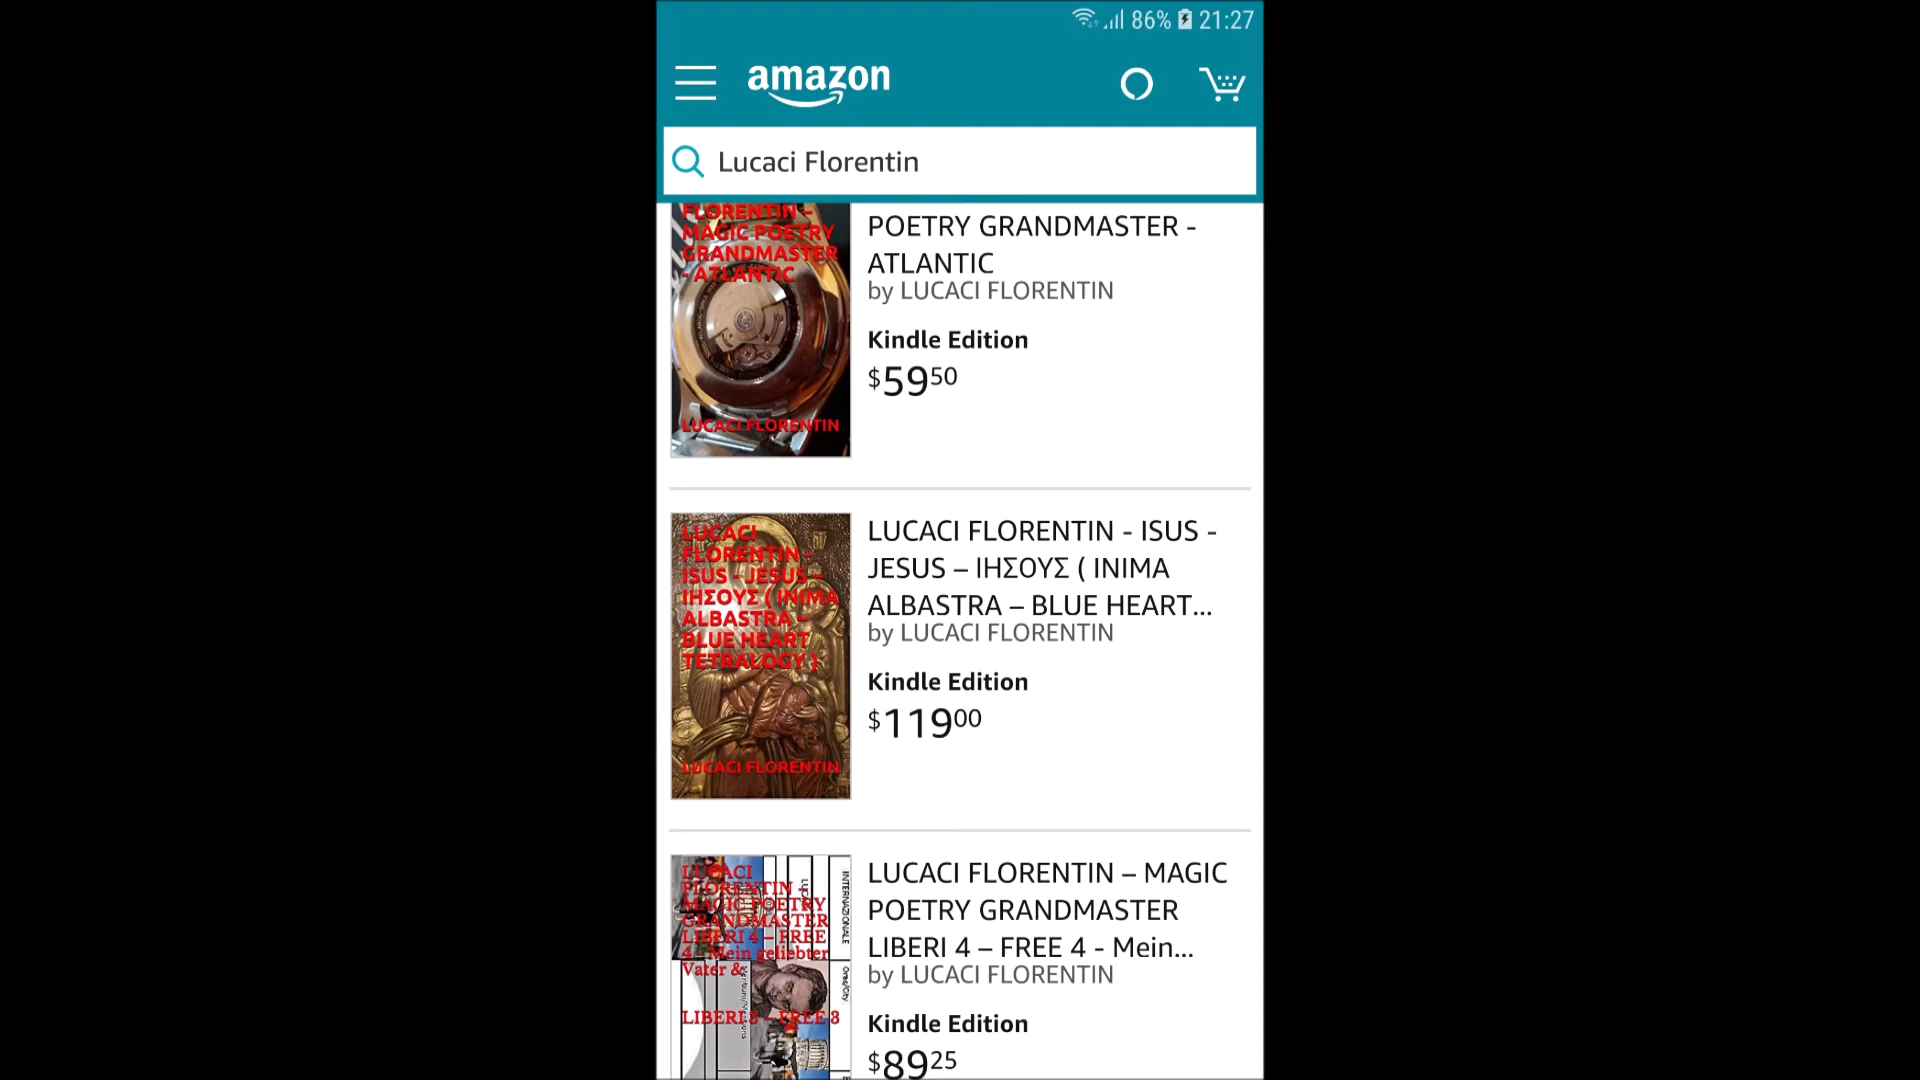 86% 21:27
amazon
Lucaci Florentin
FLORENTIN –
MAGIC POETRY
GRANDMASTER
- ATLANTIC
LUCACI FLORENTIN
POETRY GRANDMASTER -
ATLANTIC
by LUCACI FLORENTIN
Kindle Edition
$5950
LUCACI
FLORENTIN -
ISUS - JESUS –
ΙΗΣΟΥΣ ( INIMA
ALBASTRA –
BLUE HEART
TETRALOGY )
LUCACI FLORENTIN
LUCACI FLORENTIN - ISUS -
JESUS – ΙΗΣΟΥΣ ( INIMA
ALBASTRA – BLUE HEART...
by LUCACI FLORENTIN
Kindle Edition
$11900
LUCACI
FLORENTIN –
MAGIC POETRY
GRANDMASTER
LIBERI 4 – FREE
4 - Mein geliebter
Vater &
LIBERI 3 – FREE 3
INTERNAZIONALE
LUCACI FLORENTIN – MAGIC
POETRY GRANDMASTER
LIBERI 4 – FREE 4 - Mein...
by LUCACI FLORENTIN
Kindle Edition
$8925